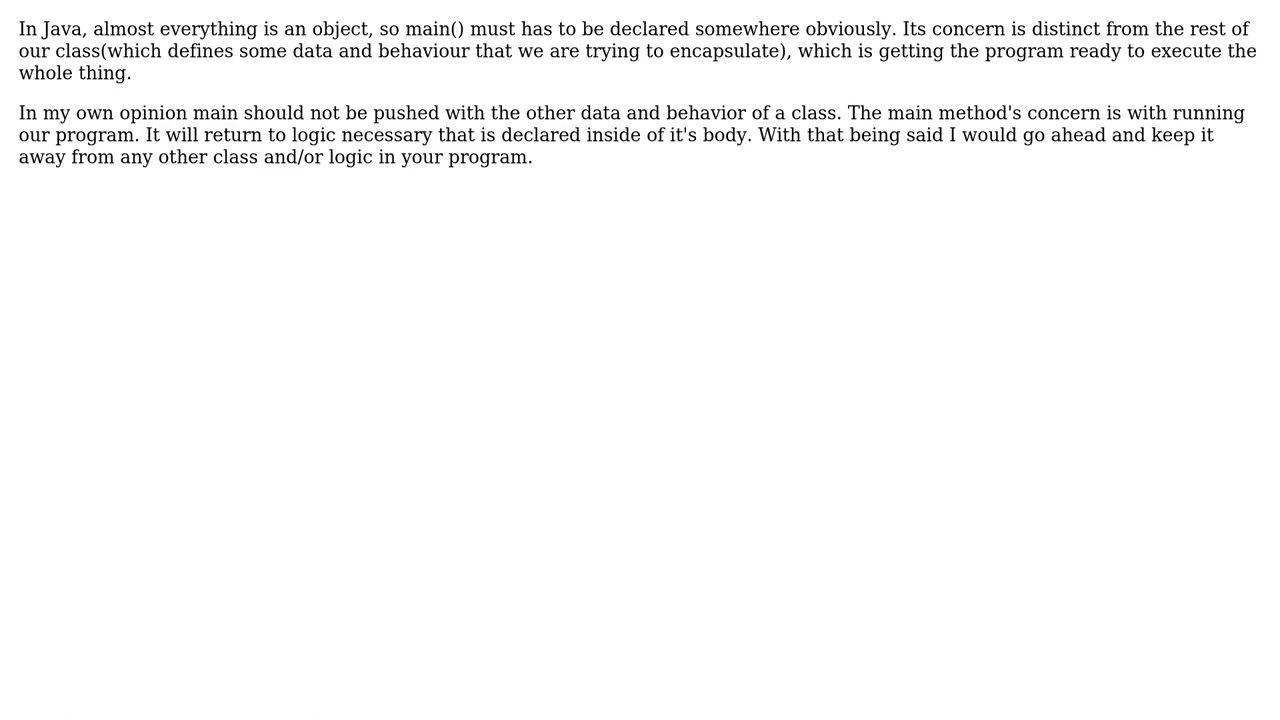 In Java, almost everything is an object, so main() must has to be declared somewhere obviously. Its concern is distinct from the rest of
our class(which defines some data and behaviour that we are trying to encapsulate), which is getting the program ready to execute the
whole thing.
In my own opinion main should not be pushed with the other data and behavior of a class. The main method's concern is with running
our program. It will return to logic necessary that is declared inside of it's body. With that being said I would go ahead and keep it
away from any other class and/or logic in your program.